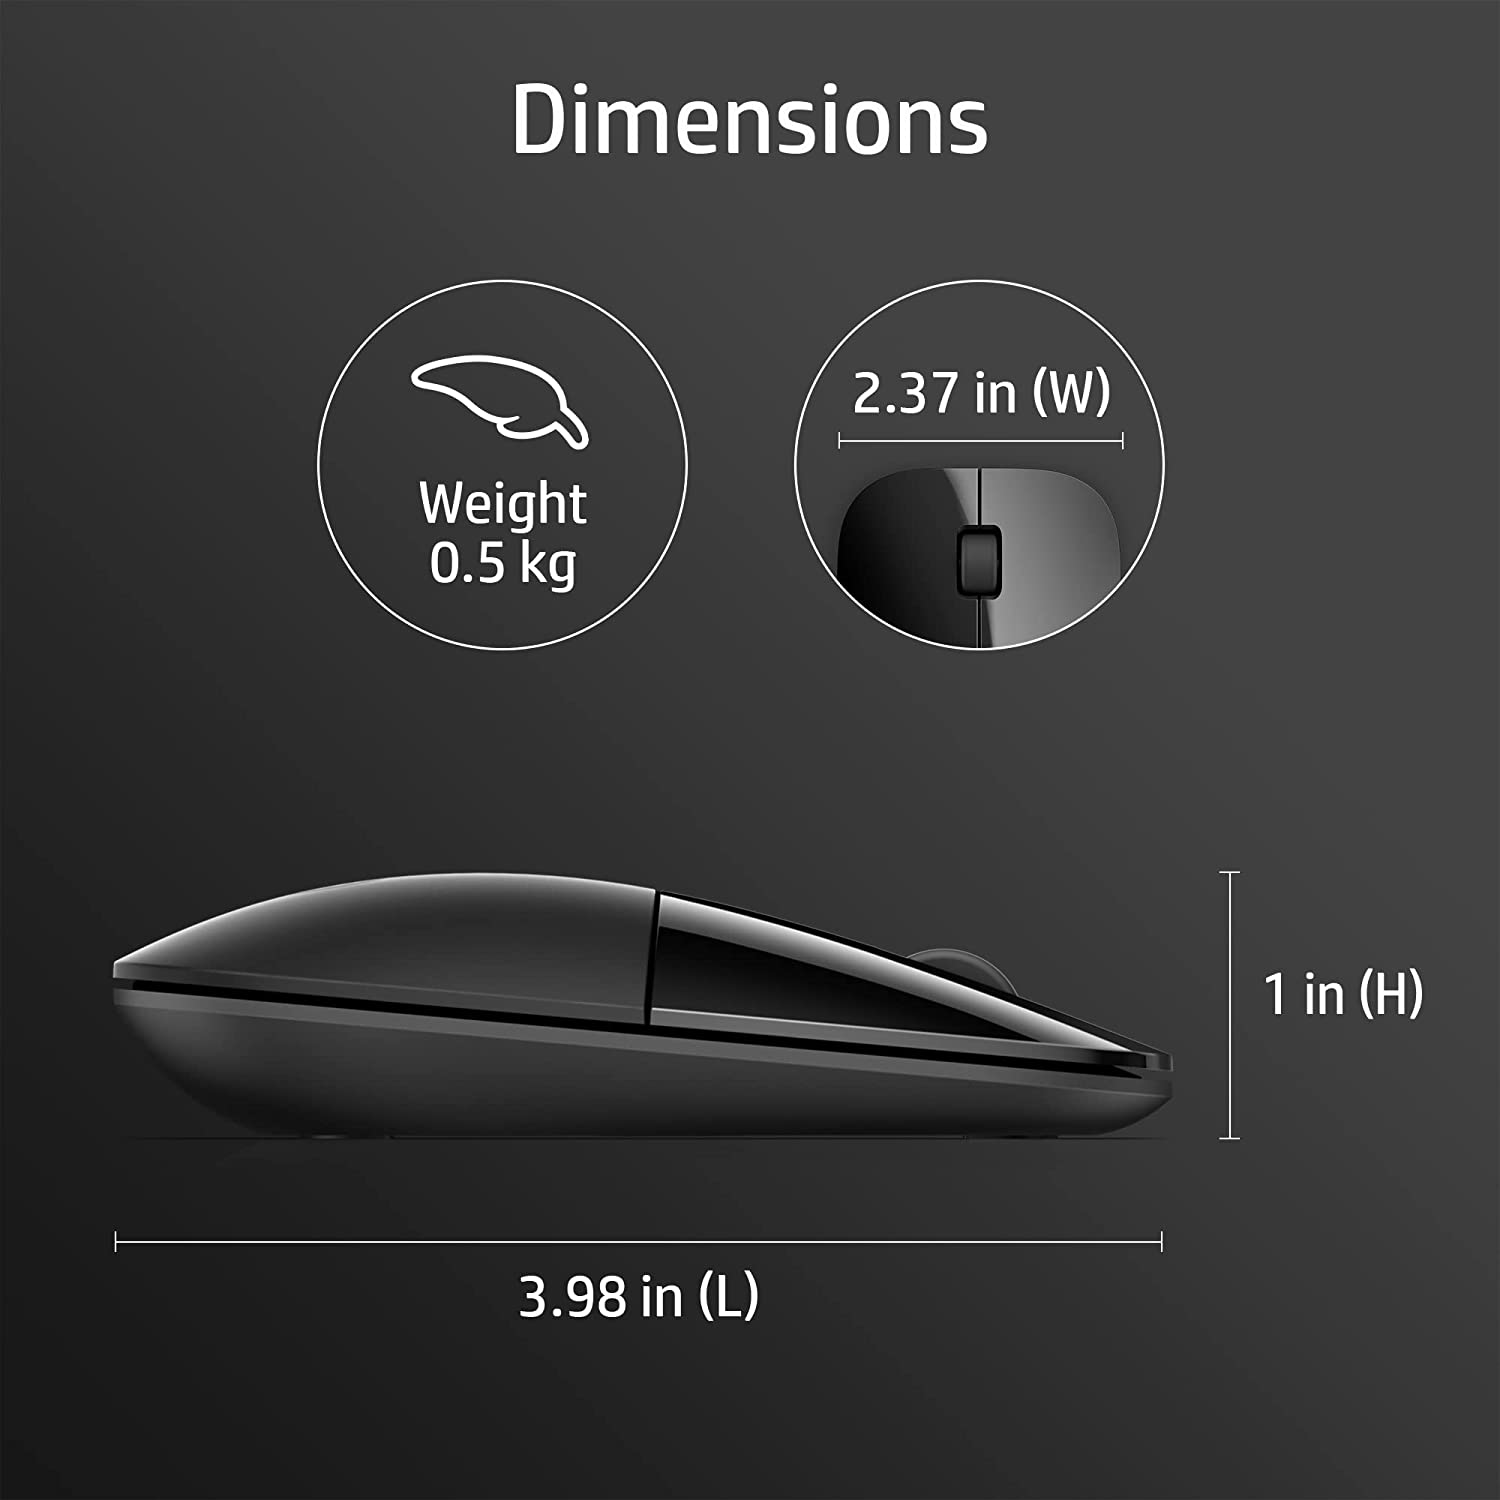 Dimensions
Weight
0.5 kg
2.37 in (W)
1 in (H)
3.98 in (L)